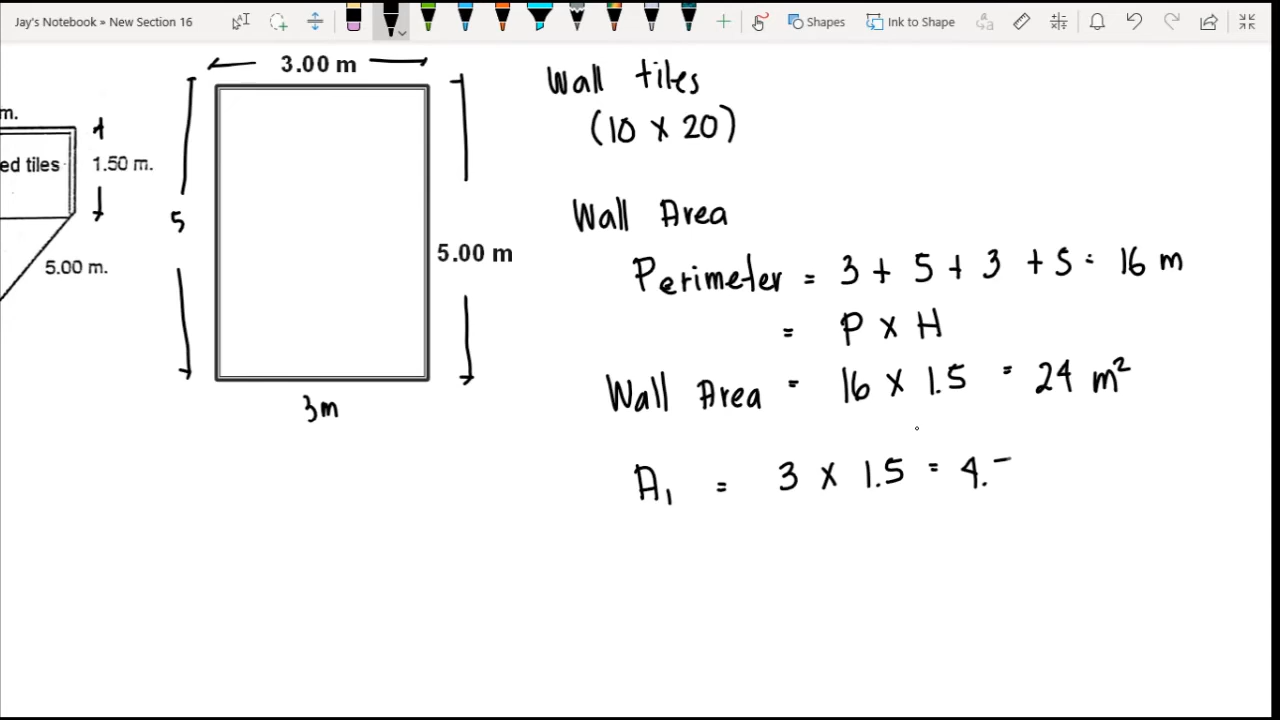 Jay's Notebook » New Section 16
Shapes
Ink to Shape
3.00 m
m.
ed tiles
1.50 m.
5.00 m.
5
5.00 m
3m
Wall tiles
(10 x 20)
Wall Area
Perimeter = 3 + 5 + 3 + 5 = 16 m
= P x H
Wall Area = 16 x 1.5 = 24 m²
A₁ = 3 x 1.5 = 4.